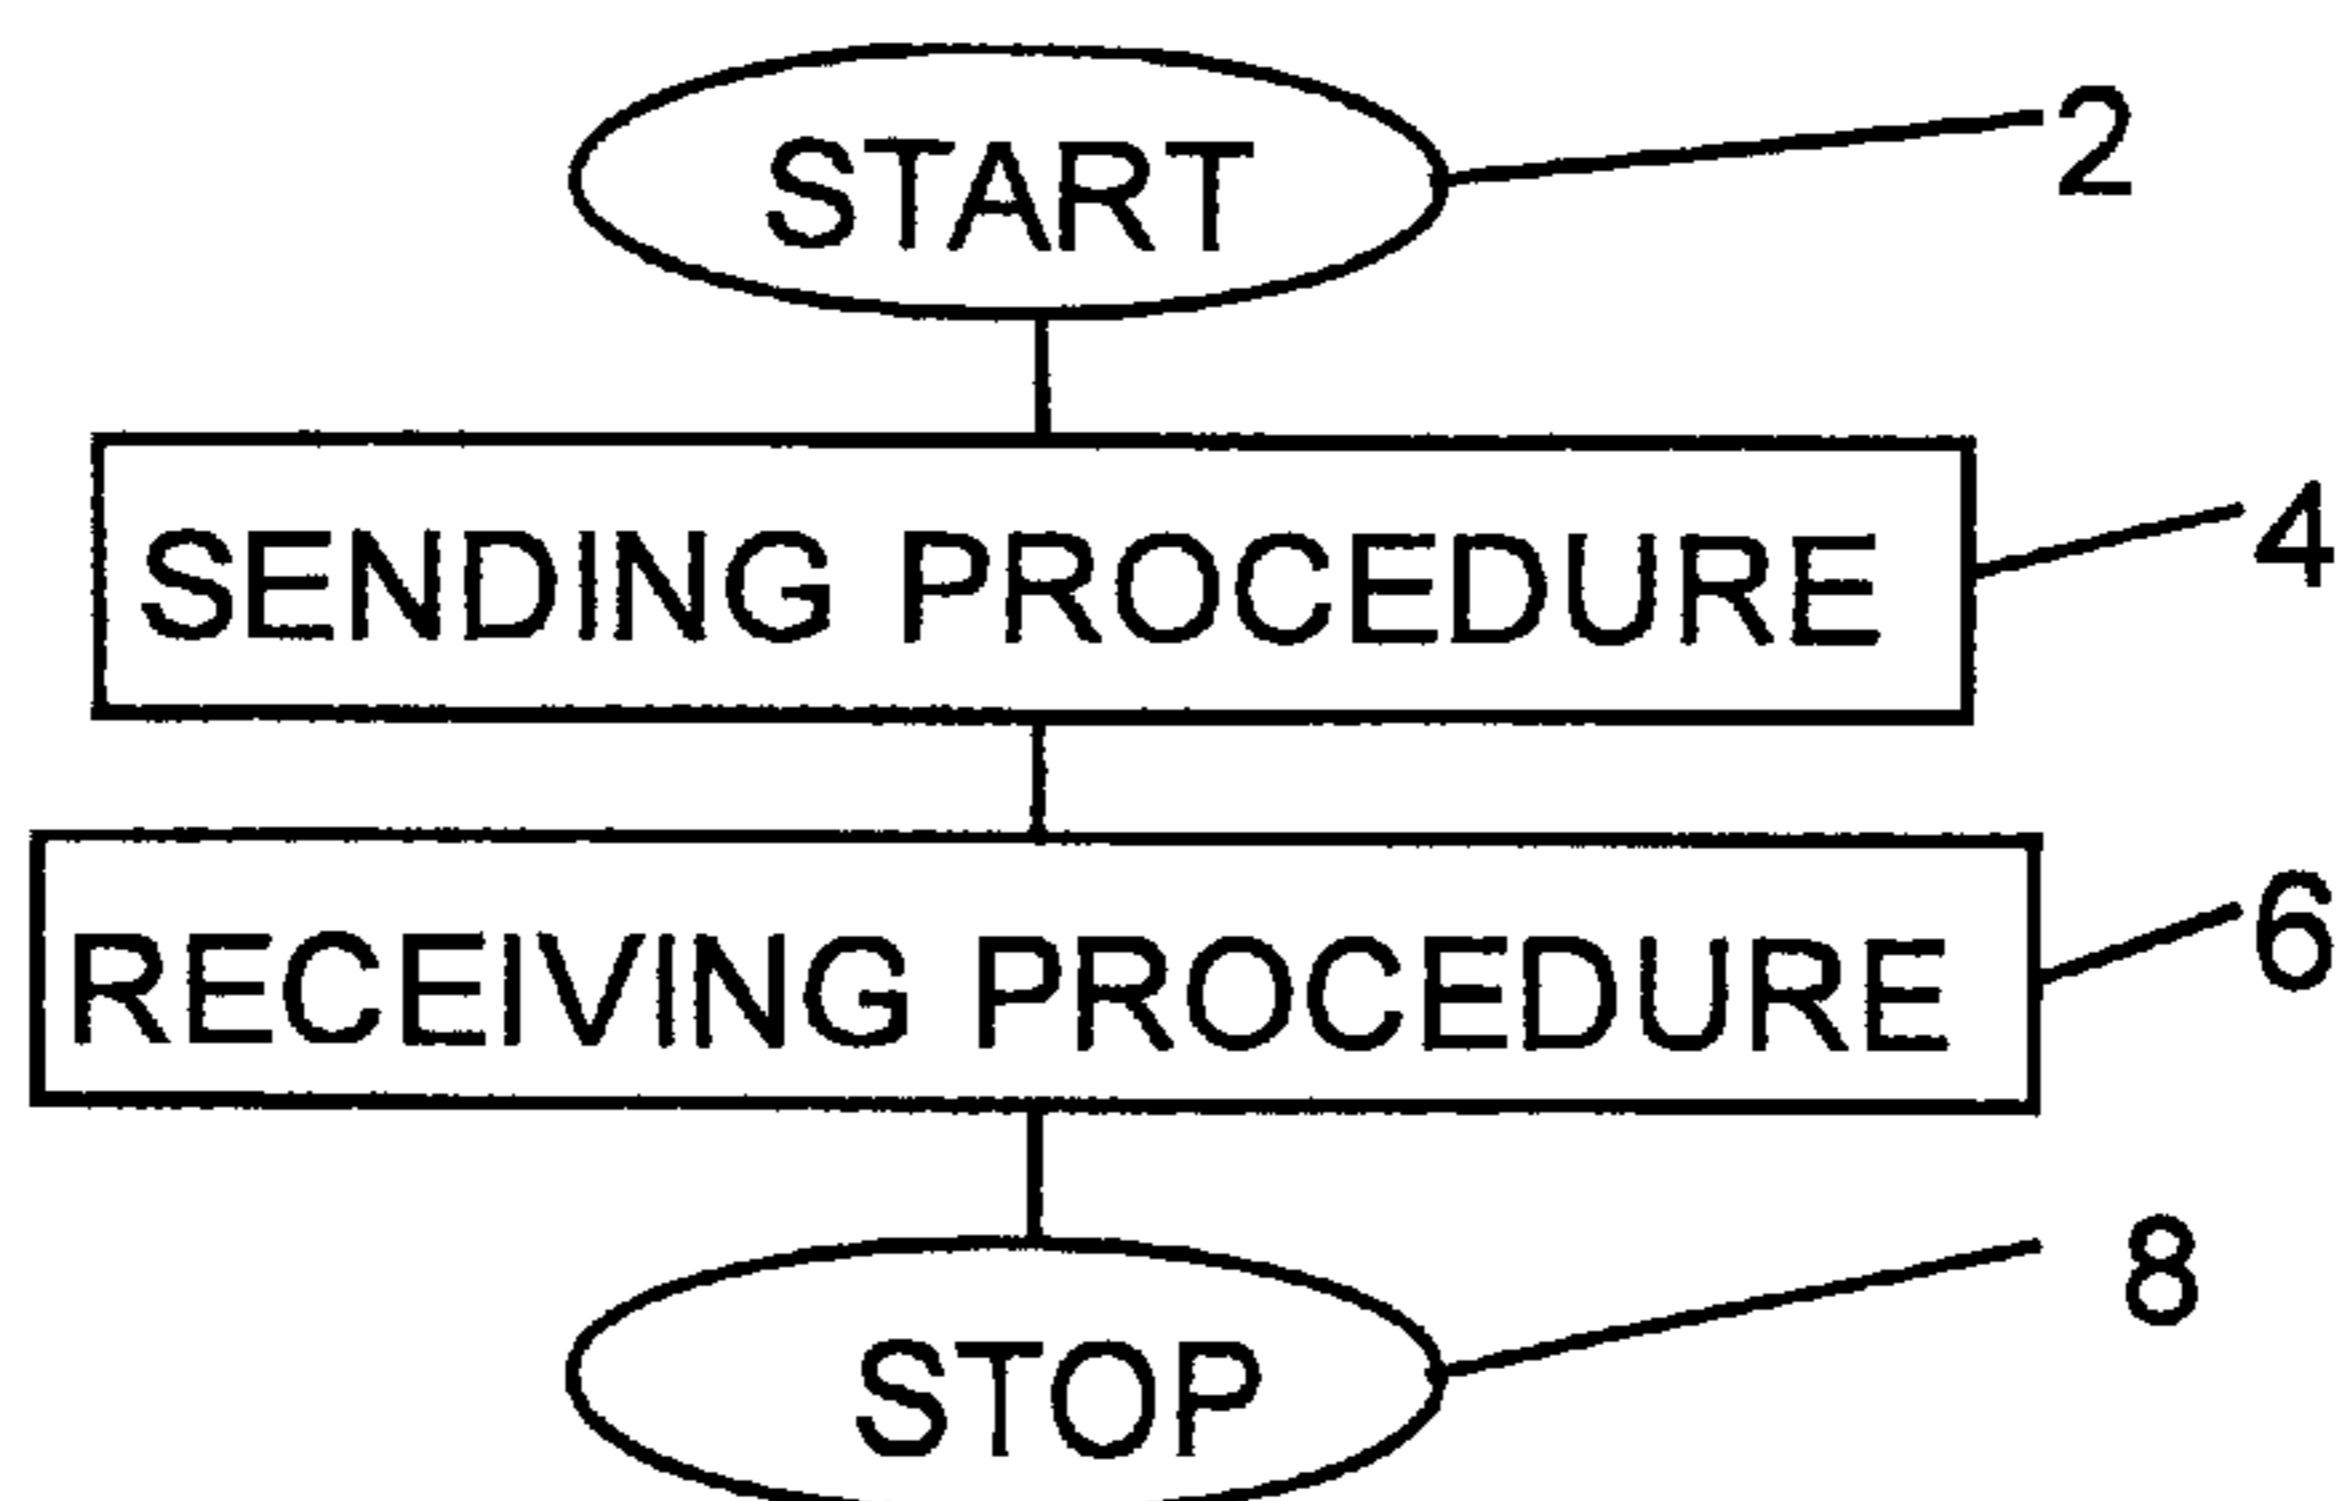 START
2
SENDING PROCEDURE
4
RECEIVING PROCEDURE
6
STOP
8